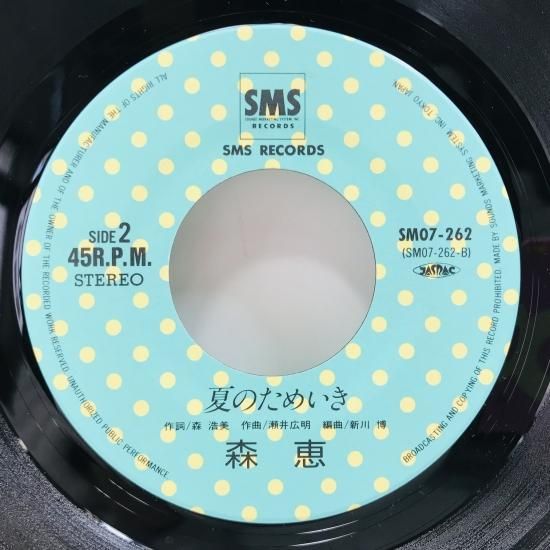 SMS
SOUNDS MARKETING SYSTEM, INC.
RECORDS
SMS RECORDS
SIDE 2
45R.P.M.
STEREO
SM07-262
(SM07-262-B)
JASRAC
夏のためいき
作詞/森 浩美 作曲/瀬井広明 編曲/新川 博
森 恵
ALL RIGHTS OF THE MANUFACTURER AND OF THE OWNER OF THE RECORDED WORK RESERVED. UNAUTHORIZED PUBLIC PERFORMANCE
BROADCASTING AND COPYING OF THIS RECORD PROHIBITED. MADE BY SOUNDS MARKETING SYSTEM INC. TOKYO JAPAN